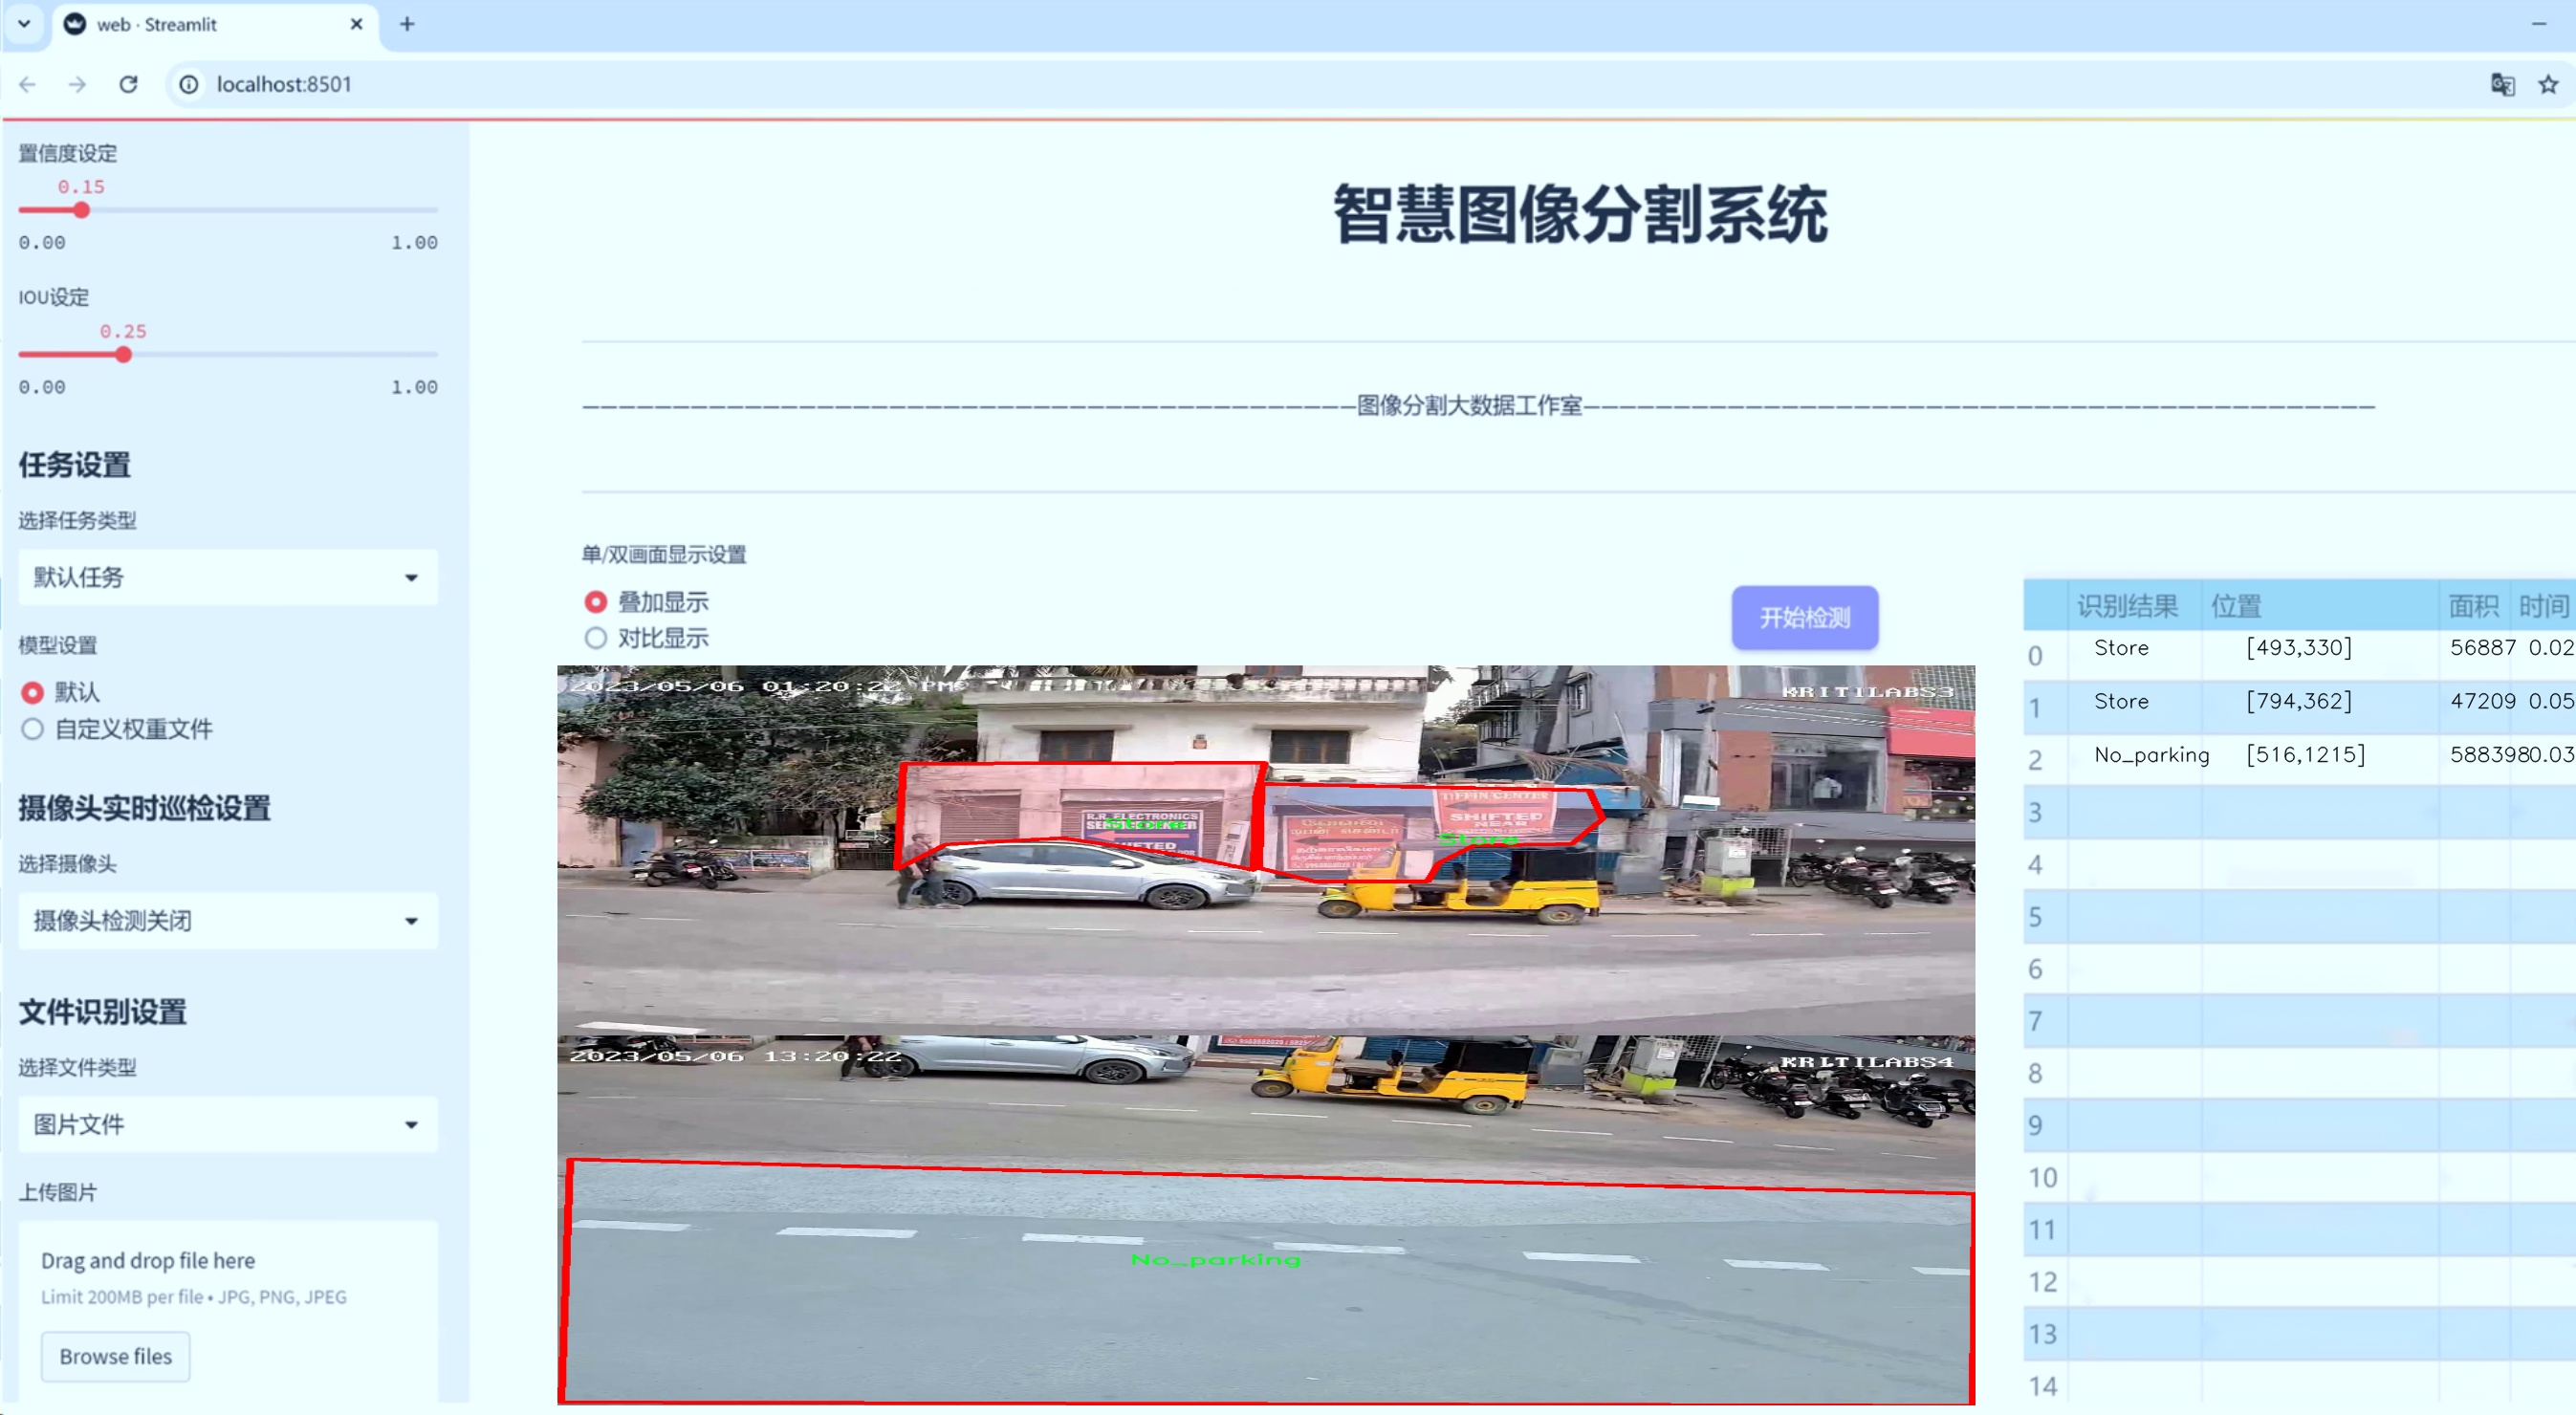 web · Streamlit
localhost:8501
置信度设定
0.15
0.00 1.00
IOU设定
0.25
0.00 1.00
任务设置
选择任务类型
默认任务
模型设置
默认
自定义权重文件
摄像头实时巡检设置
选择摄像头
摄像头检测关闭
文件识别设置
选择文件类型
图片文件
上传图片
Drag and drop file here
Limit 200MB per file • JPG, PNG, JPEG
Browse files
智慧图像分割系统
图像分割大数据工作室
单/双画面显示设置
叠加显示
对比显示
开始检测
2023/05/06 01:20:22 PM
KRITILABS3
R.R. ELECTRONICS
Store
TIFFIN CENTER
SHIFTED
NEAR
Store
2023/05/06 13:20:22
KRITILABS4
No_parking
识别结果 位置 面积 时间
0 Store [493,330] 56887 0.02
1 Store [794,362] 47209 0.05
2 No_parking [516,1215] 5883980.03
3
4
5
6
7
8
9
10
11
12
13
14